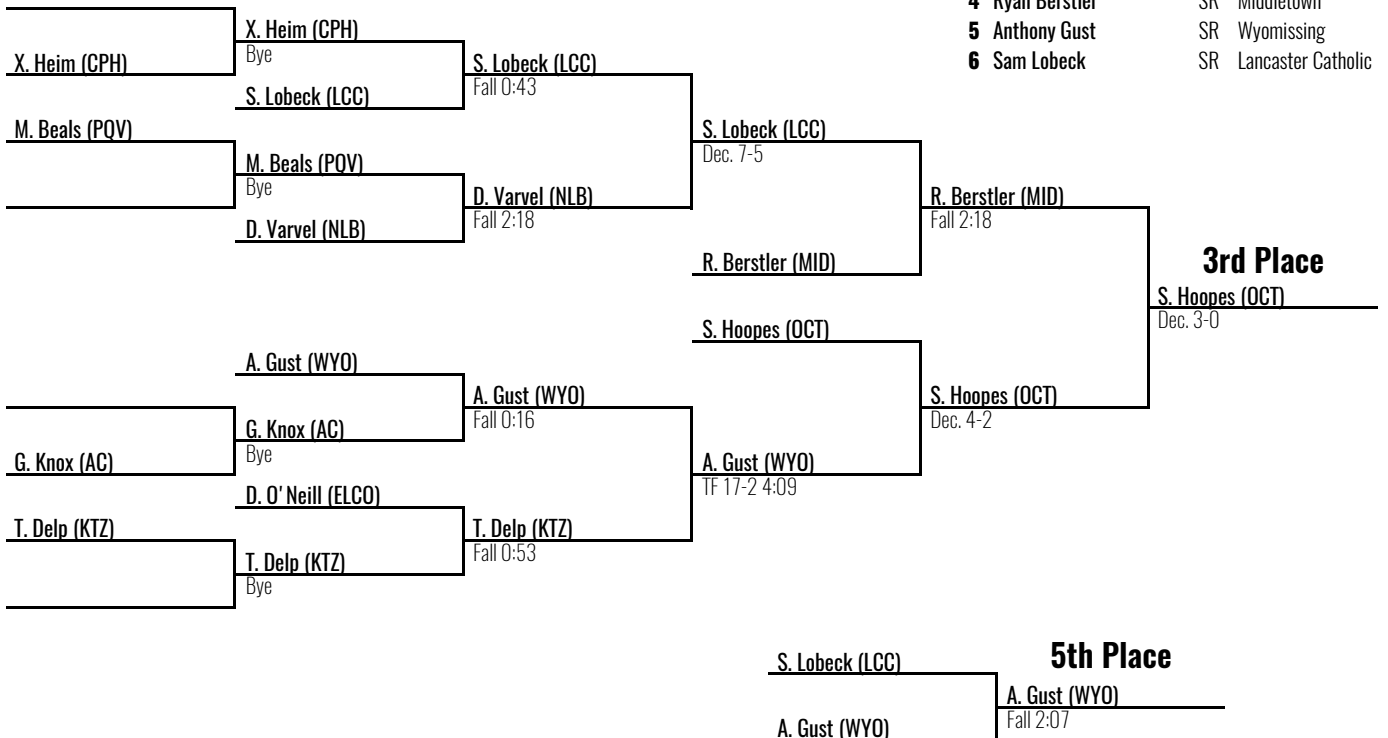 4 Ryan Berstler SR Middletown
5 Anthony Gust SR Wyomissing
6 Sam Lobeck SR Lancaster Catholic
X. Heim (CPH)
Bye
X. Heim (CPH)
S. Lobeck (LCC)
Fall 0:43
S. Lobeck (LCC)
M. Beals (PQV)
S. Lobeck (LCC)
Dec. 7-5
M. Beals (PQV)
Bye
D. Varvel (NLB)
Fall 2:18
R. Berstler (MID)
Fall 2:18
D. Varvel (NLB)
R. Berstler (MID)
3rd Place
S. Hoopes (OCT)
Dec. 3-0
S. Hoopes (OCT)
A. Gust (WYO)
A. Gust (WYO)
Fall 0:16
S. Hoopes (OCT)
Dec. 4-2
G. Knox (AC)
Bye
G. Knox (AC)
A. Gust (WYO)
TF 17-2 4:09
D. O'Neill (ELCO)
T. Delp (KTZ)
T. Delp (KTZ)
Fall 0:53
T. Delp (KTZ)
Bye
5th Place
S. Lobeck (LCC)
A. Gust (WYO)
Fall 2:07
A. Gust (WYO)